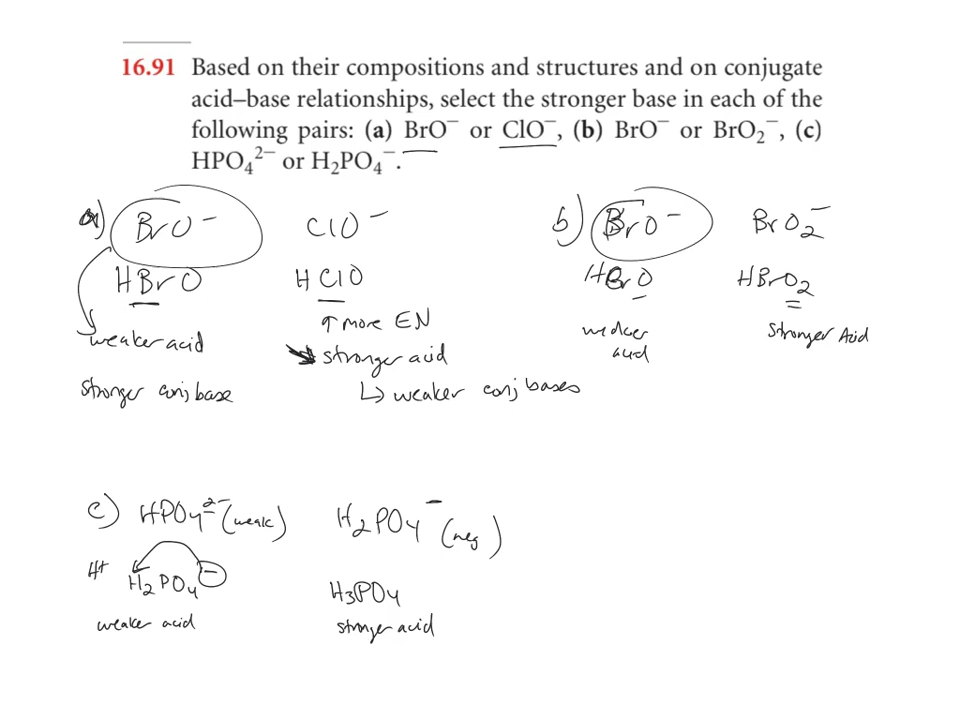 16.91 Based on their compositions and structures and on conjugate
acid–base relationships, select the stronger base in each of the
following pairs: (a) BrO⁻ or ClO⁻, (b) BrO⁻ or BrO₂⁻, (c)
HPO₄²⁻ or H₂PO₄⁻.
a) BrO⁻ ClO⁻
HBrO HClO
↑ more EN
weaker acid stronger acid
stronger conj base ↳ weaker conj bases
b) BrO⁻ BrO₂⁻
HBrO HBrO₂
weaker acid Stronger Acid
c) HPO₄²⁻ (weak) H₂PO₄⁻ (neg)
H+ H₂PO₄⁻ H₃PO₄
weaker acid stronger acid